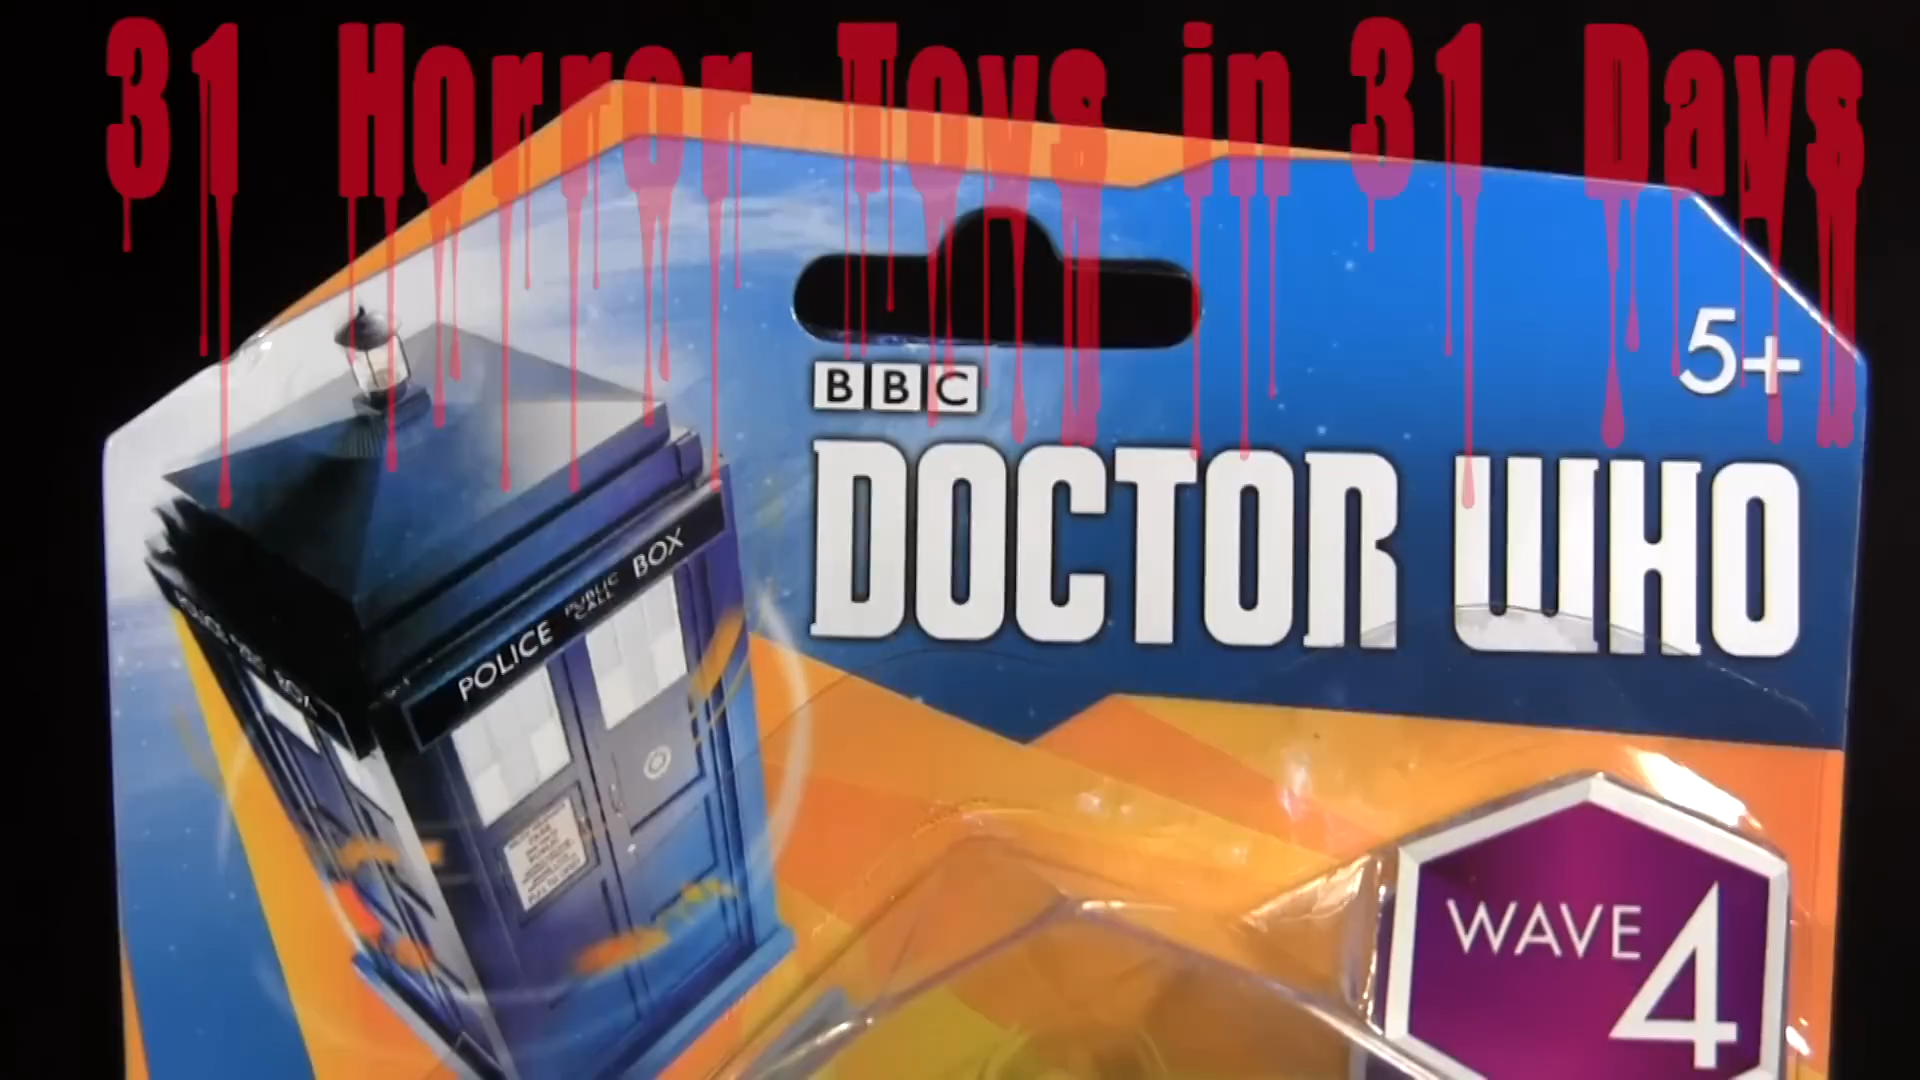 31 Horror Toys in 31 Days
5+
BBC
DOCTOR WHO
POLICE PUBLIC CALL BOX
WAVE 4